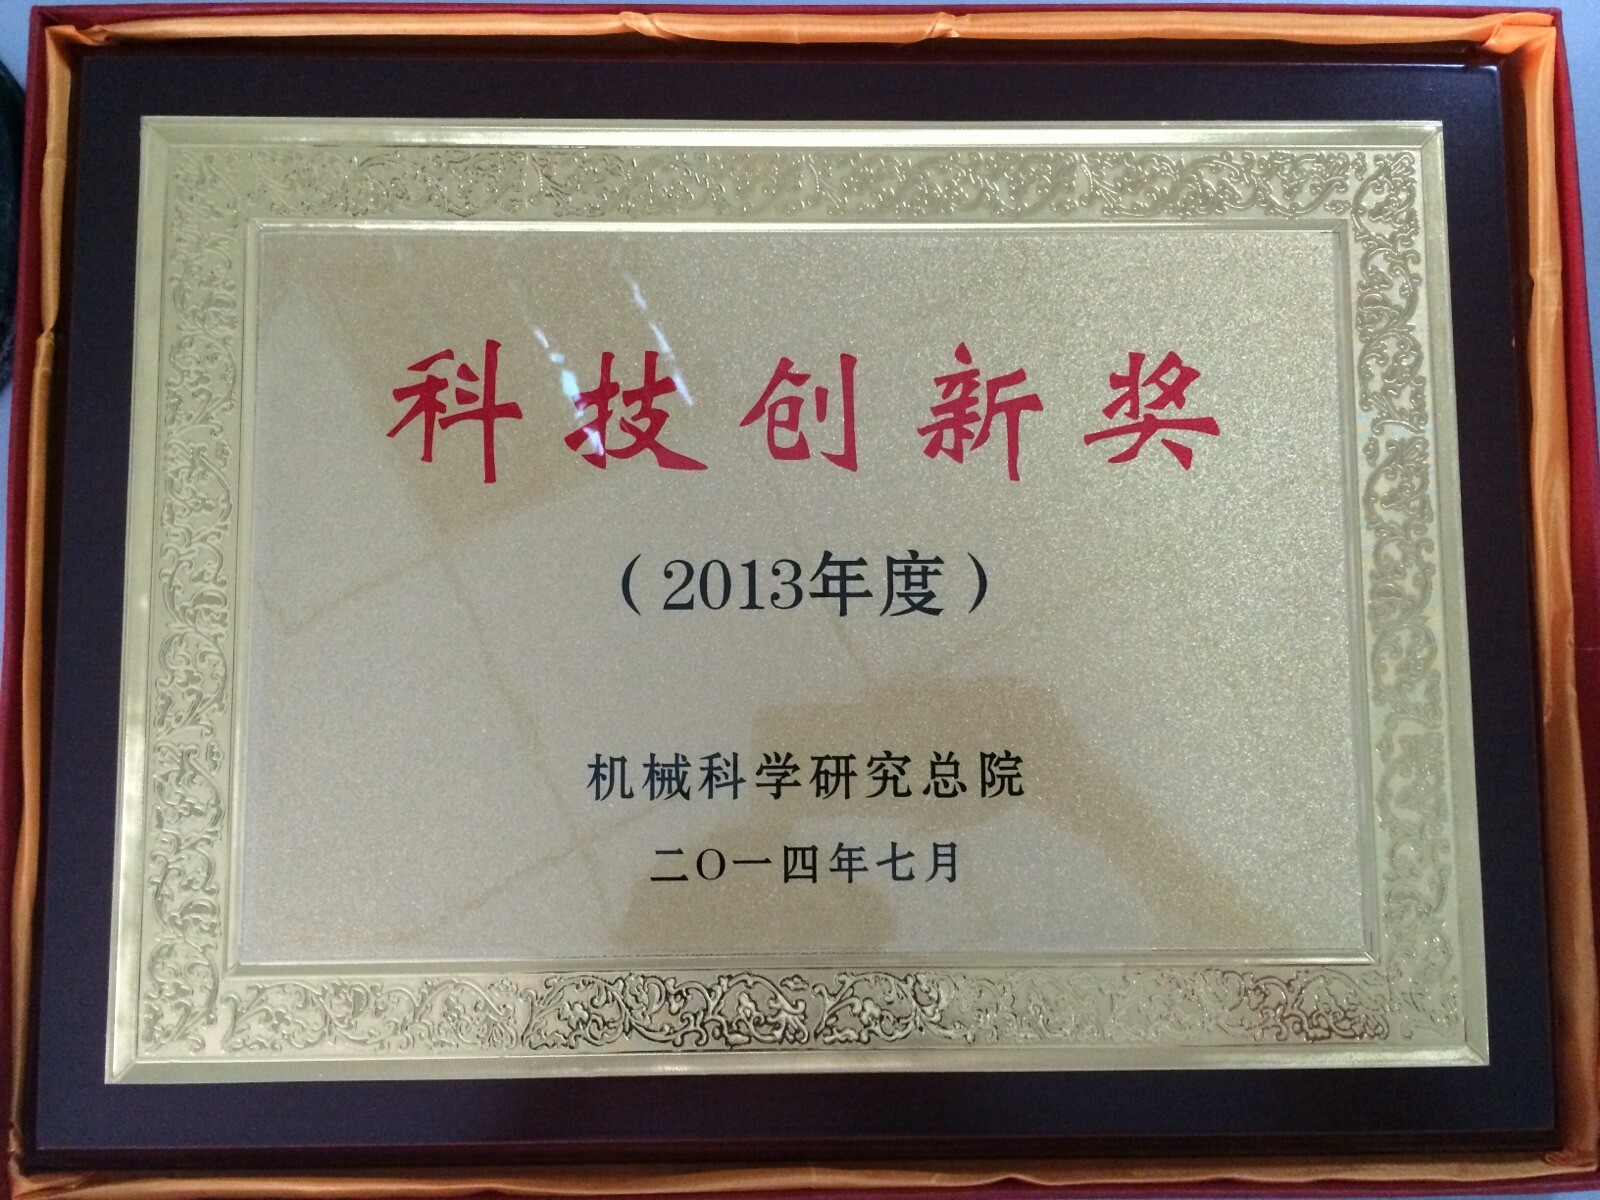 科技创新奖
（2013年度）
机械科学研究总院
二〇一四年七月